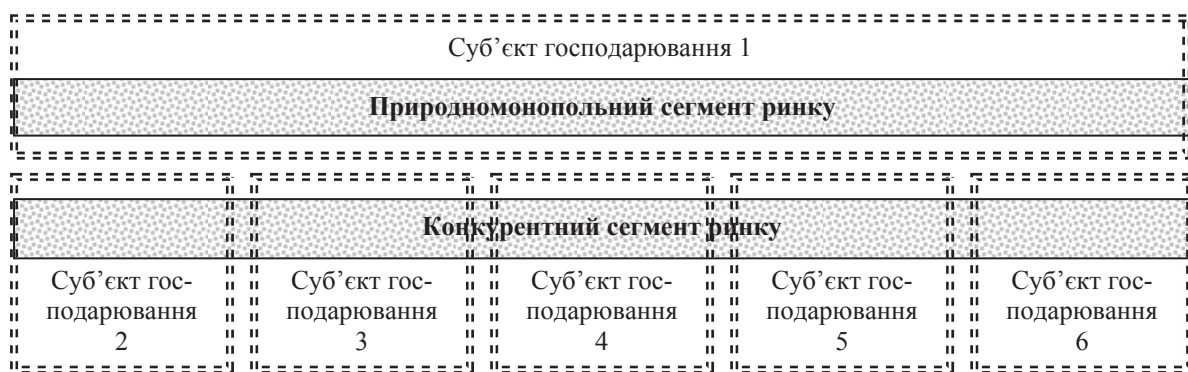 Суб’єкт господарювання 1
Природномонопольний сегмент ринку
Конкурентний сегмент ринку
Суб’єкт гос-
подарювання
2
Суб’єкт гос-
подарювання
3
Суб’єкт гос-
подарювання
4
Суб’єкт гос-
подарювання
5
Суб’єкт гос-
подарювання
6